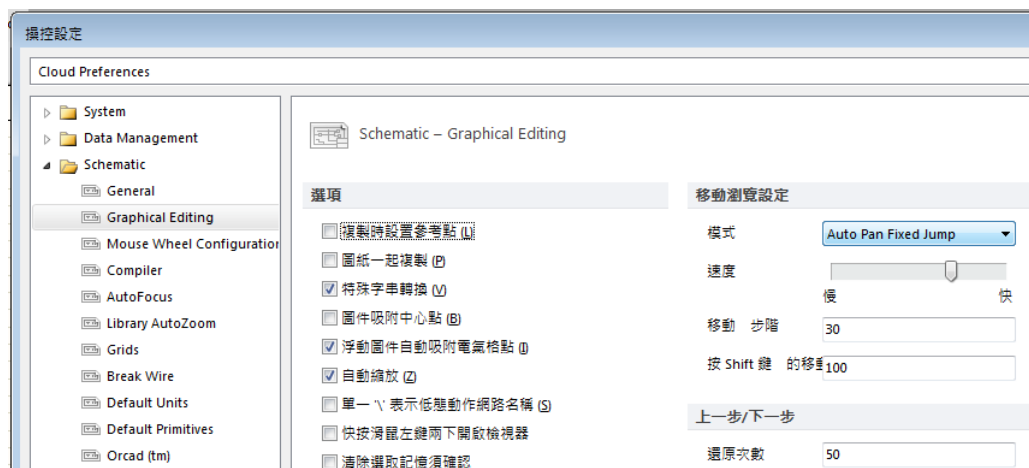 操控設定
Cloud Preferences
System
Data Management
Schematic
General
Graphical Editing
Mouse Wheel Configuration
Compiler
AutoFocus
Library AutoZoom
Grids
Break Wire
Default Units
Default Primitives
Orcad (tm)
Schematic – Graphical Editing
選項
複製時設置參考點 (L)
圖紙一起複製 (P)
特殊字串轉換 (V)
圖件吸附中心點 (B)
浮動圖件自動吸附電氣格點 (I)
自動縮放 (Z)
單一 '\' 表示低態動作網路名稱 (S)
快按滑鼠左鍵兩下開啟檢視器
清除選取記憶須確認
移動瀏覽設定
模式 Auto Pan Fixed Jump
速度
慢 快
移動 步階 30
按 Shift 鍵 的移動 100
上一步/下一步
還原次數 50